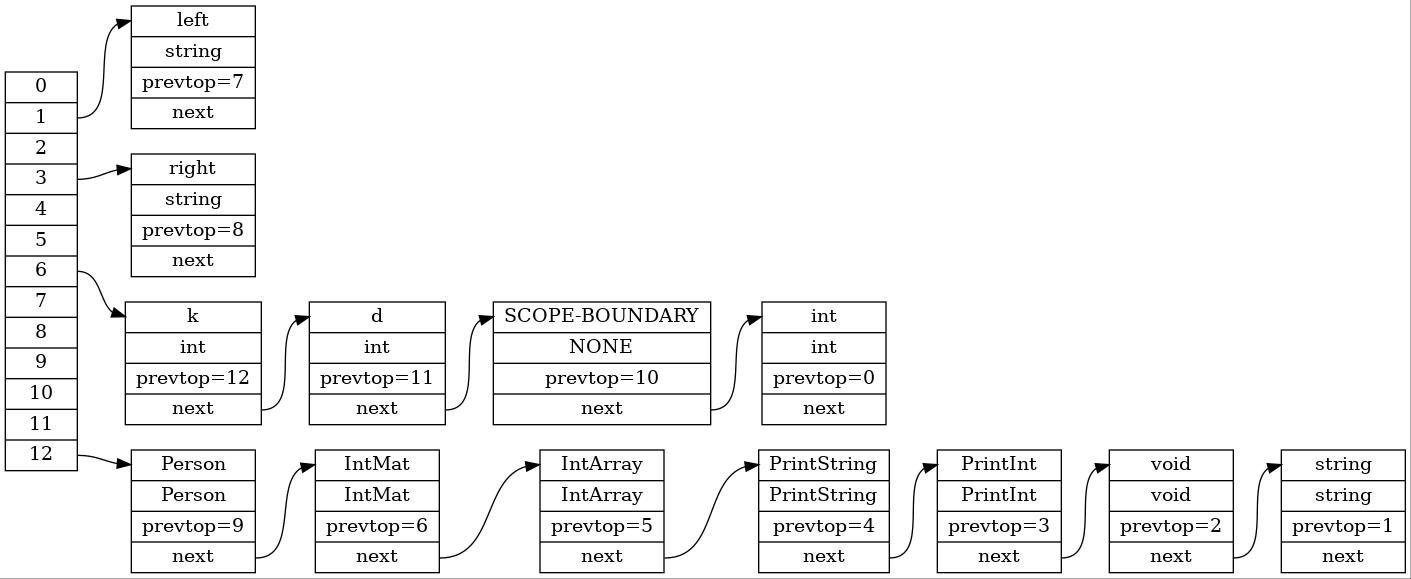 0
1
2
3
4
5
6
7
8
9
10
11
12
left
string
prevtop=7
next
right
string
prevtop=8
next
k
int
prevtop=12
next
d
int
prevtop=11
next
SCOPE-BOUNDARY
NONE
prevtop=10
next
int
int
prevtop=0
next
Person
Person
prevtop=9
next
IntMat
IntMat
prevtop=6
next
IntArray
IntArray
prevtop=5
next
PrintString
PrintString
prevtop=4
next
PrintInt
PrintInt
prevtop=3
next
void
void
prevtop=2
next
string
string
prevtop=1
next